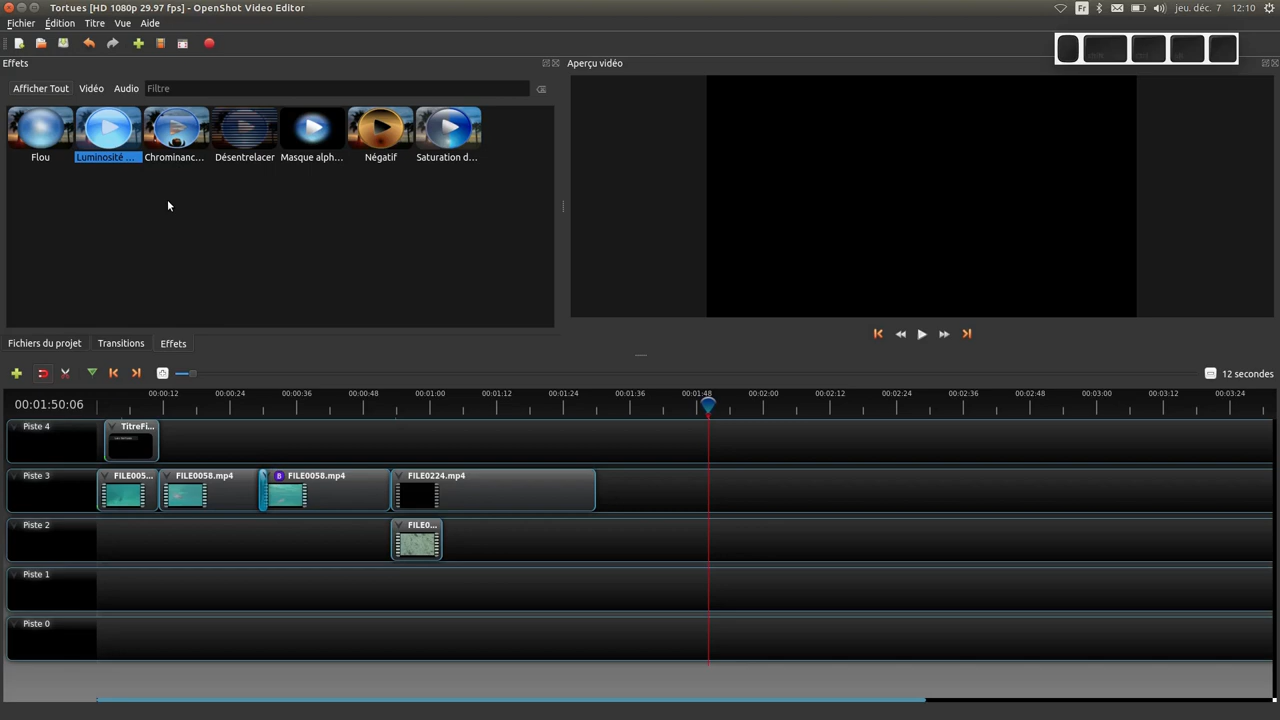 Tortues [HD 1080p 29.97 fps] - OpenShot Video Editor
Fr
jeu. déc. 7
12:10
Fichier Édition Titre Vue Aide
Effets
Aperçu vidéo
Afficher Tout Vidéo Audio Filtre
Flou Luminosité ... Chrominanc... Désentrelacer Masque alph... Négatif Saturation d...
Fichiers du projet Transitions Effets
12 secondes
00:01:50:06
00:00:12 00:00:24 00:00:36 00:00:48 00:01:00 00:01:12 00:01:24 00:01:36 00:01:48 00:02:00 00:02:12 00:02:24 00:02:36 00:02:48 00:03:00 00:03:12 00:03:24
Piste 4 TitreFi...
Piste 3 FILE005... FILE0058.mp4 B FILE0058.mp4 FILE0224.mp4
Piste 2 FILE0...
Piste 1
Piste 0